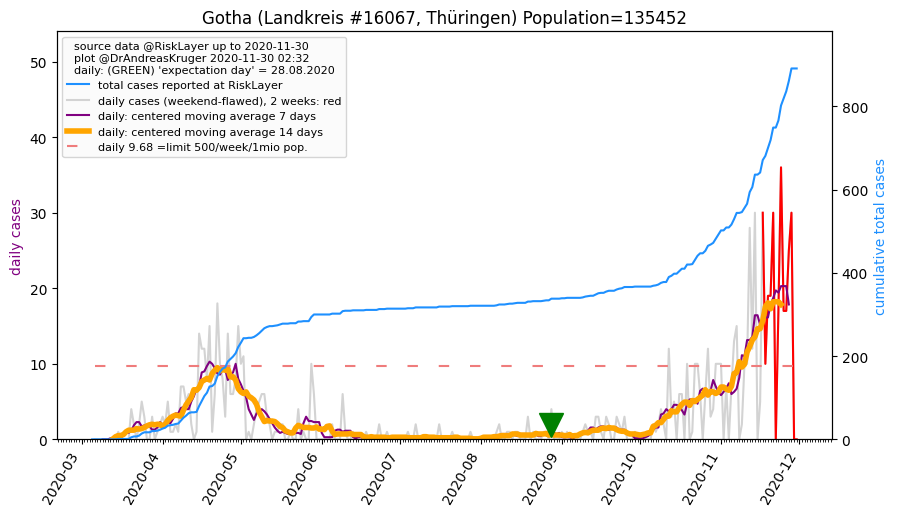 Gotha (Landkreis #16067, Thüringen) Population=135452
source data @RiskLayer up to 2020-11-30
plot @DrAndreasKruger 2020-11-30 02:32
daily: (GREEN) 'expectation day' = 28.08.2020
total cases reported at RiskLayer
daily cases (weekend-flawed), 2 weeks: red
daily: centered moving average 7 days
daily: centered moving average 14 days
daily 9.68 =limit 500/week/1mio pop.
daily cases
50
40
30
20
10
0
cumulative total cases
800
600
400
200
0
2020-03
2020-04
2020-05
2020-06
2020-07
2020-08
2020-09
2020-10
2020-11
2020-12